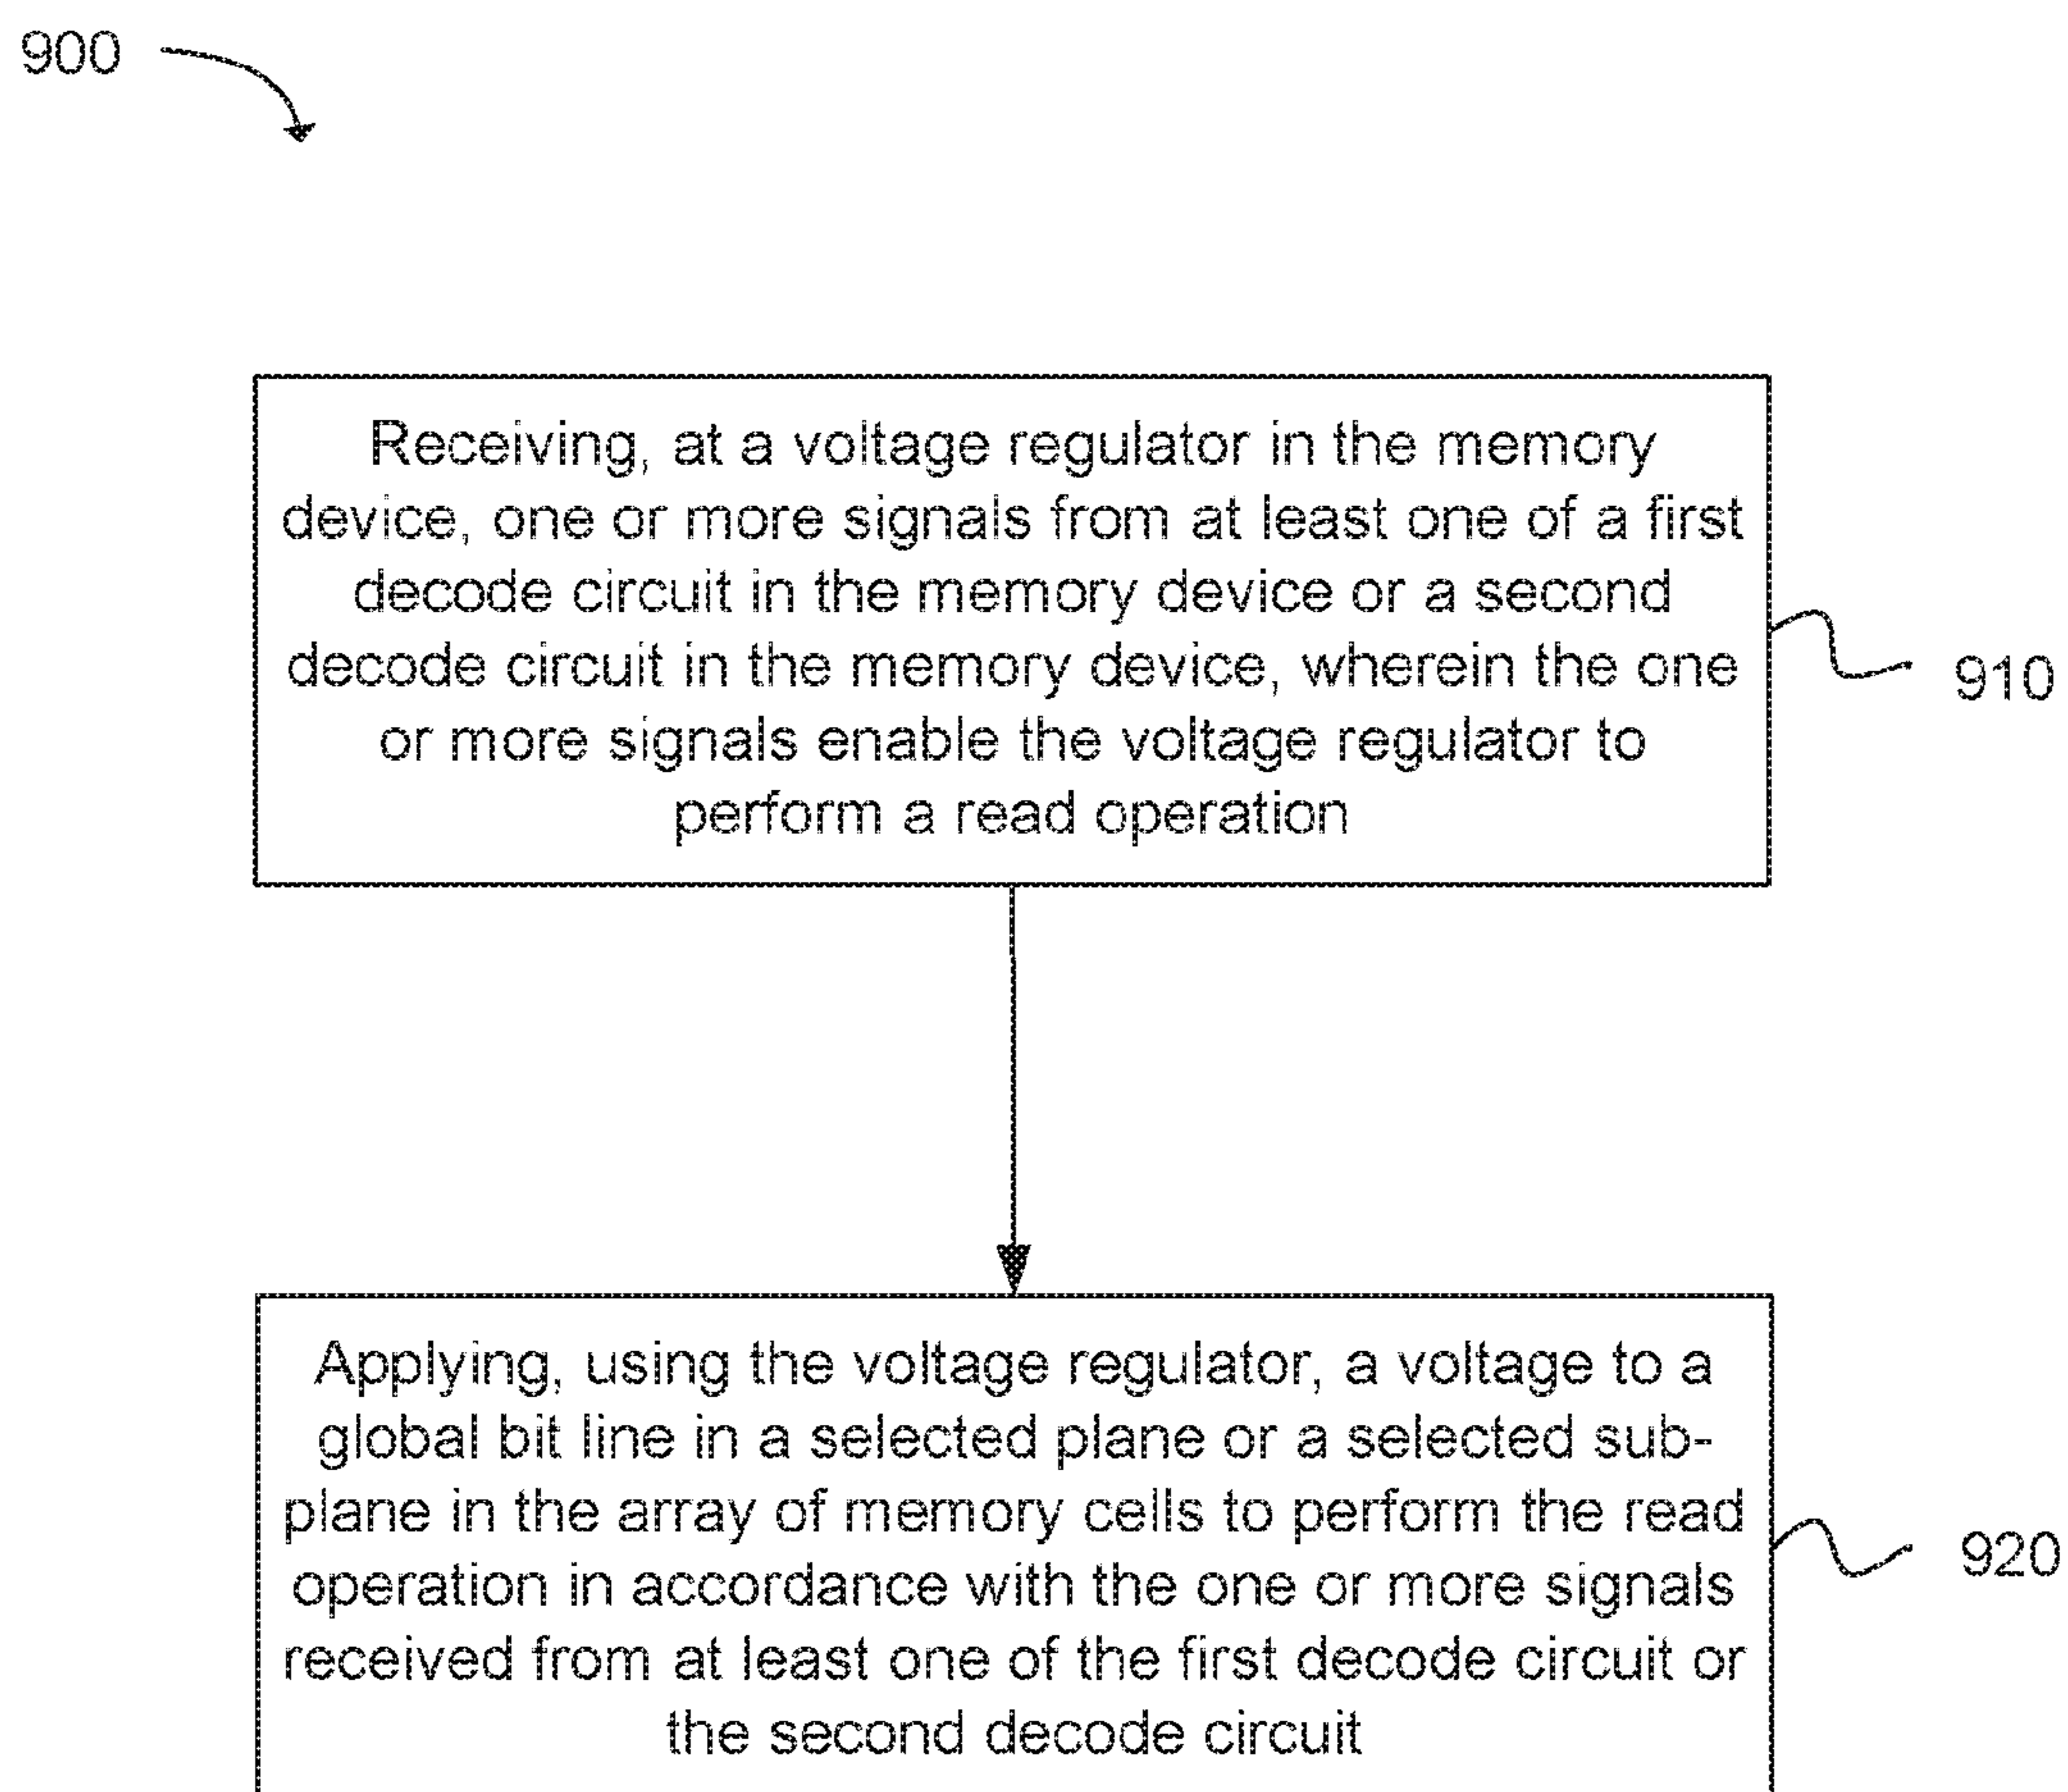 900
Receiving, at a voltage regulator in the memory
device, one or more signals from at least one of a first
decode circuit in the memory device or a second
decode circuit in the memory device, wherein the one
or more signals enable the voltage regulator to
perform a read operation
910
Applying, using the voltage regulator, a voltage to a
global bit line in a selected plane or a selected sub-
plane in the array of memory cells to perform the read
operation in accordance with the one or more signals
received from at least one of the first decode circuit or
the second decode circuit
920